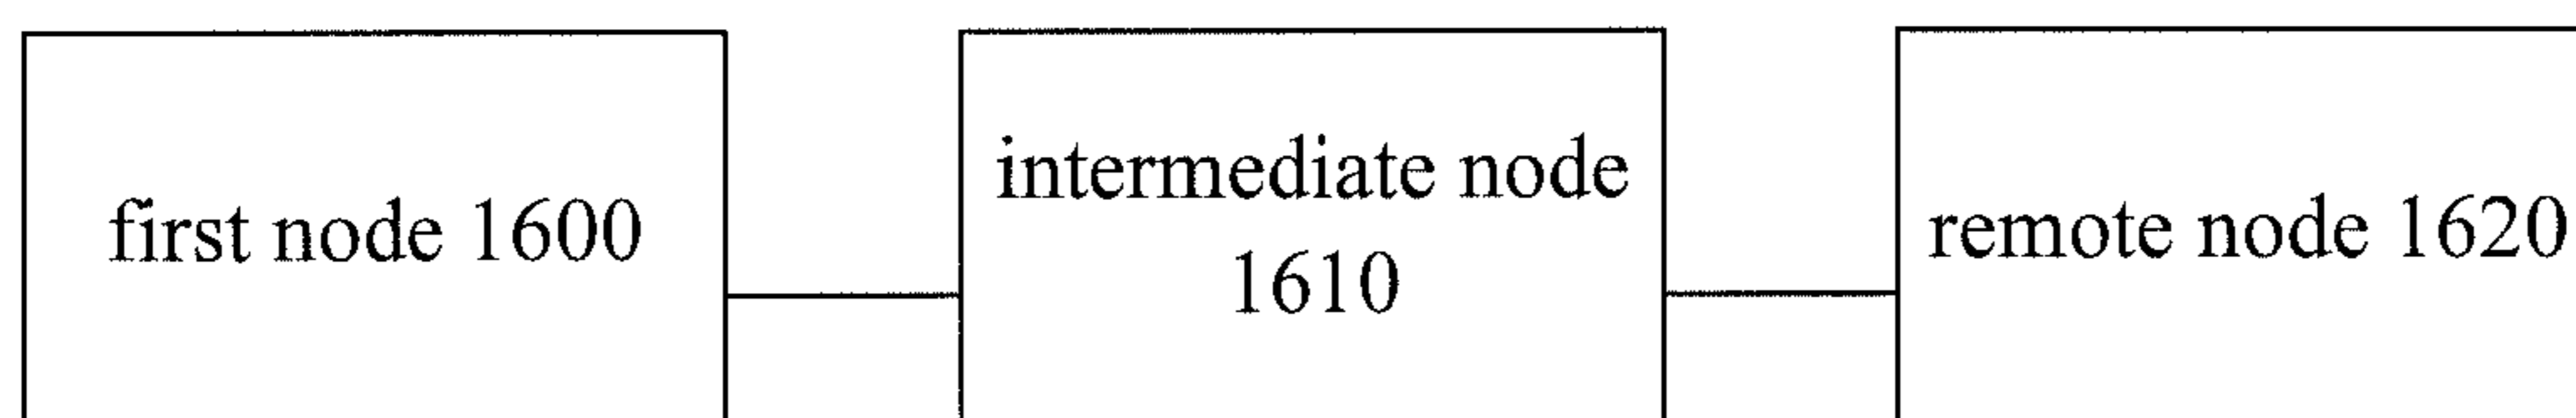 first node 1600
intermediate node
1610
remote node 1620